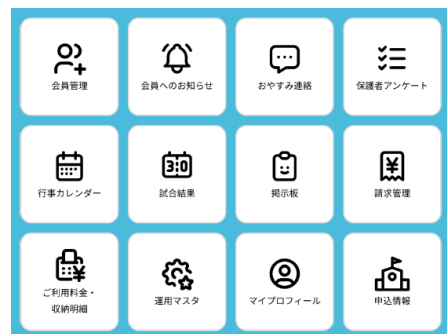 会員管理
会員へのお知らせ
おやすみ連絡
保護者アンケート
行事カレンダー
3:0
試合結果
掲示板
請求管理
ご利用料金・
収納明細
運用マスタ
マイプロフィール
申込情報